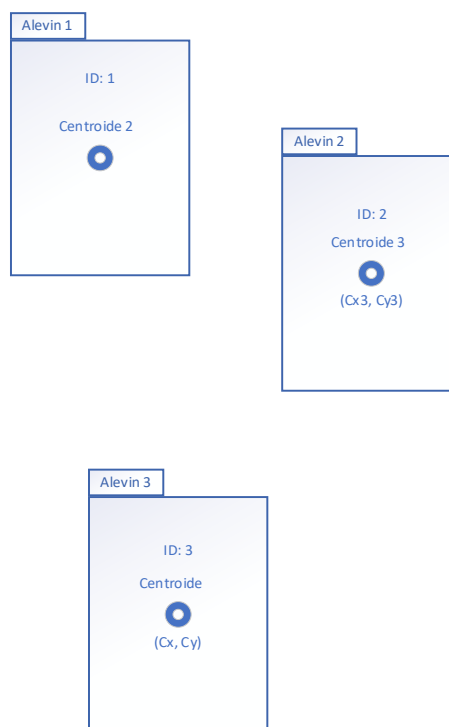 Alevin 1
ID: 1
Centroide 2
Alevin 2
ID: 2
Centroide 3
(Cx3, Cy3)
Alevin 3
ID: 3
Centroide
(Cx, Cy)